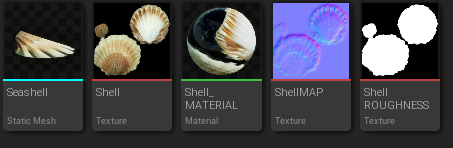 Seashell
Static Mesh
Shell
Texture
Shell_
MATERIAL
Material
ShellMAP
Texture
Shell
ROUGHNESS
Texture